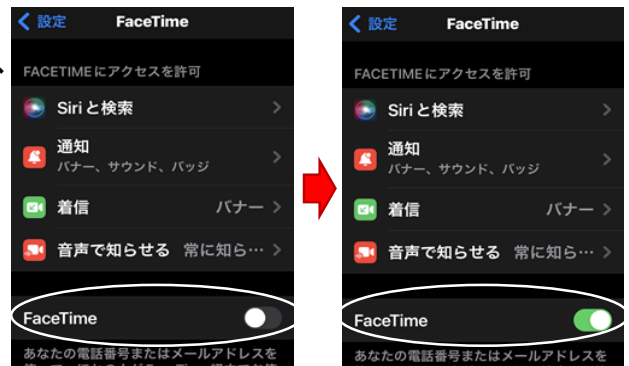 設定 FaceTime
FACETIMEにアクセスを許可
Siriと検索
通知
バナー、サウンド、バッジ
着信 バナー
音声で知らせる 常に知ら…
FaceTime
あなたの電話番号またはメールアドレスを
設定 FaceTime
FACETIMEにアクセスを許可
Siriと検索
通知
バナー、サウンド、バッジ
着信 バナー
音声で知らせる 常に知ら…
FaceTime
あなたの電話番号またはメールアドレスを